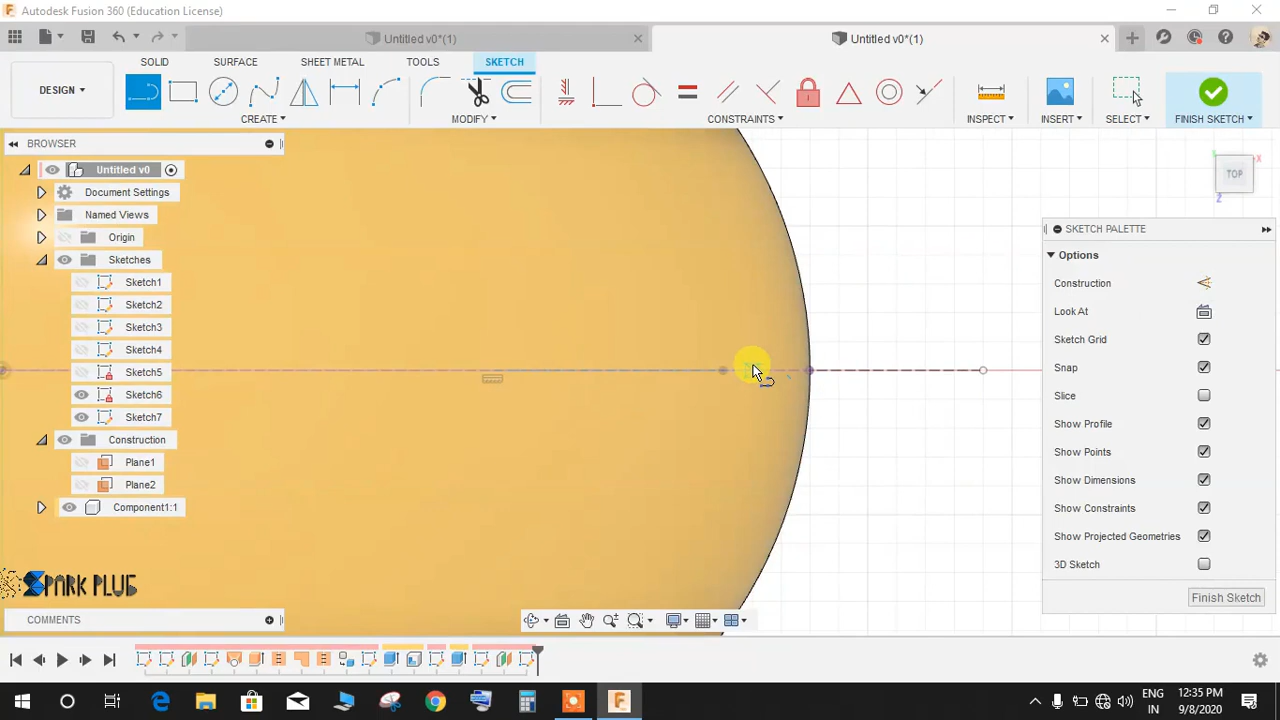 Autodesk Fusion 360 (Education License)
Untitled v0*(1)
Untitled v0*(1)
SOLID SURFACE SHEET METAL TOOLS SKETCH
DESIGN
CREATE MODIFY CONSTRAINTS INSPECT INSERT SELECT FINISH SKETCH
BROWSER
Untitled v0
Document Settings
Named Views
Origin
Sketches
Sketch1
Sketch2
Sketch3
Sketch4
Sketch5
Sketch6
Sketch7
Construction
Plane1
Plane2
Component1:1
TOP
X
Z
SKETCH PALETTE
Options
Construction
Look At
Sketch Grid
Snap
Slice
Show Profile
Show Points
Show Dimensions
Show Constraints
Show Projected Geometries
3D Sketch
Finish Sketch
SPARK PLUG
COMMENTS
ENG
IN
12:35 PM
9/8/2020